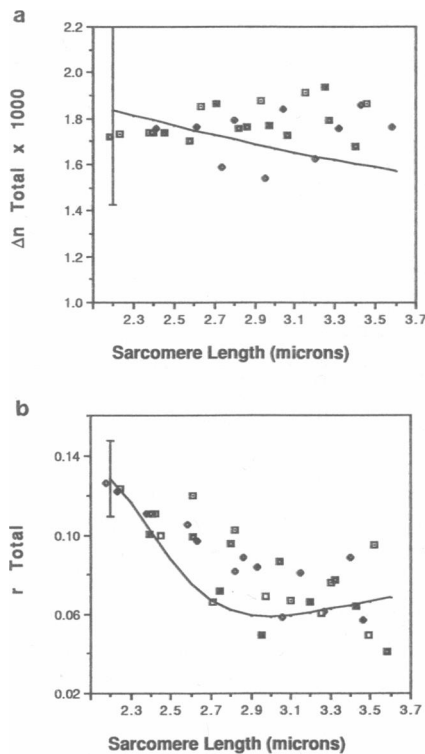 a
Δn Total x 1000
2.2
2.0
1.8
1.6
1.4
1.2
1.0
2.3 2.5 2.7 2.9 3.1 3.3 3.5 3.7
Sarcomere Length (microns)
b
r Total
0.14
0.10
0.06
0.02
2.3 2.5 2.7 2.9 3.1 3.3 3.5 3.7
Sarcomere Length (microns)